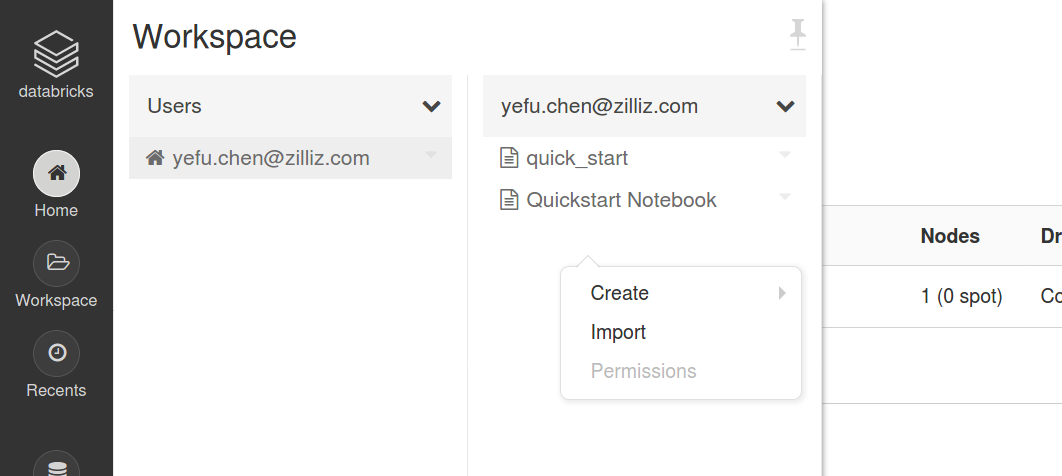 databricks
Home
Workspace
Recents
Workspace
Users
yefu.chen@zilliz.com
yefu.chen@zilliz.com
quick_start
Quickstart Notebook
Create
Import
Permissions
Nodes
Dr
1 (0 spot)
Co